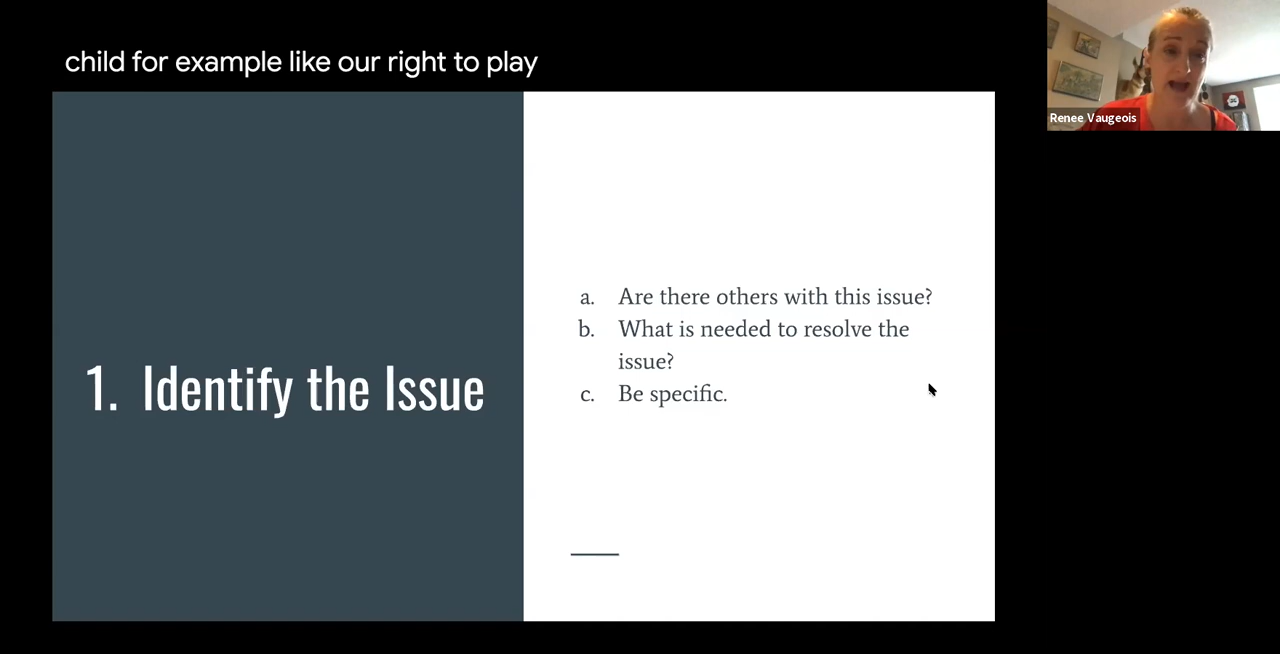 child for example like our right to play
Renee Vaugeois
1. Identify the Issue
a. Are there others with this issue?
b. What is needed to resolve the
issue?
c. Be specific.